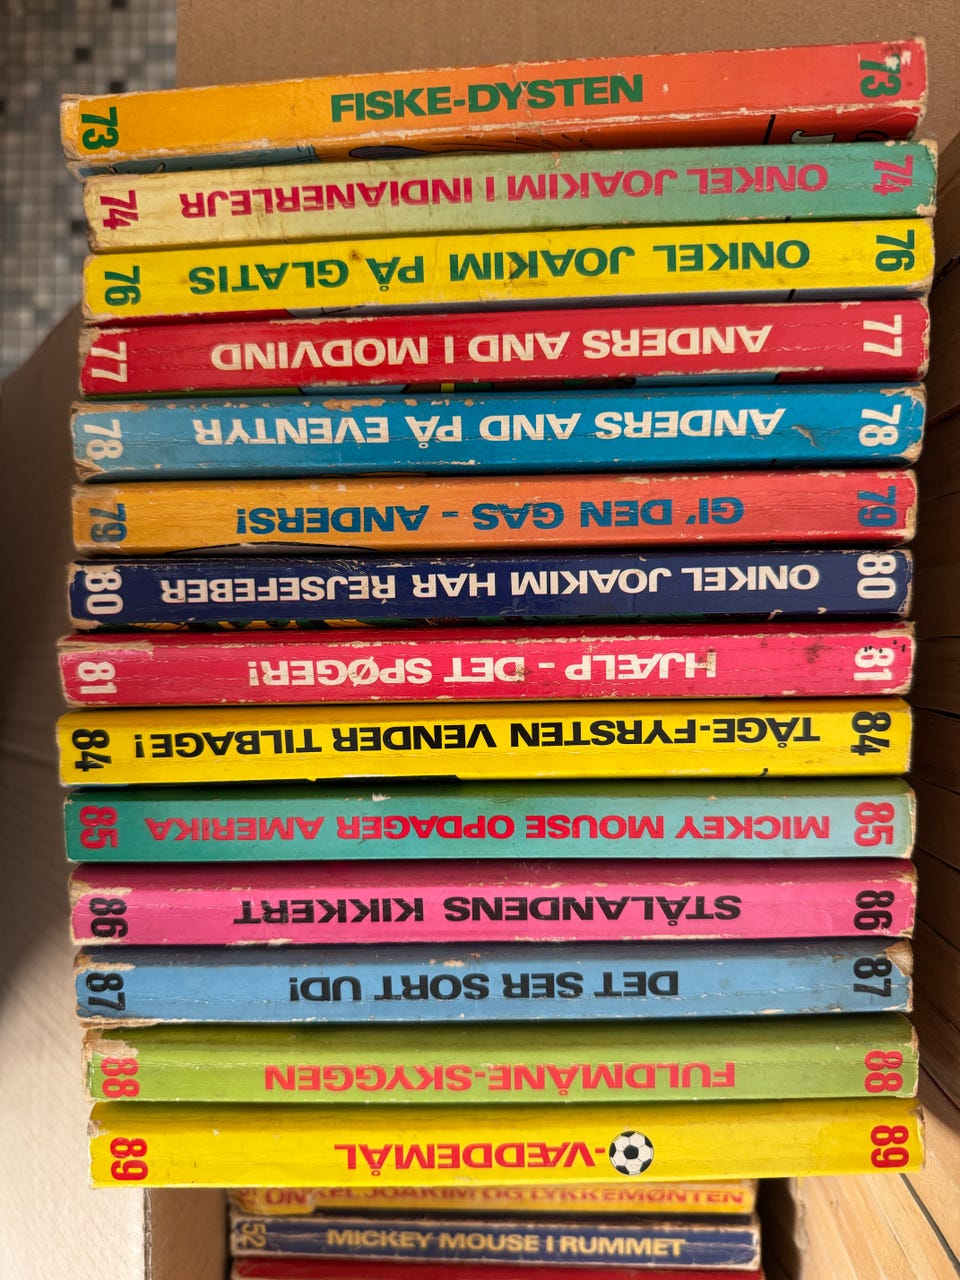 73 FISKE-DYSTEN 73
74 ONKEL JOAKIM I INDIANERLEJR 74
76 ONKEL JOAKIM PÅ GLATIS 76
77 ANDERS AND I MODVIND 77
78 ANDERS AND PÅ EVENTYR 78
79 GI' DEN GAS - ANDERS! 79
80 ONKEL JOAKIM HAR REJSEFEBER 80
81 HJÆLP - DET SPØGER! 81
84 TÅGE-FYRSTEN VENDER TILBAGE! 84
85 MICKEY MOUSE OPDAGER AMERIKA 85
86 STÅLANDENS KIKKERT 86
87 DET SER SORT UD! 87
88 FULDMÅNE-SKYGGEN 88
89 -VÆDDEMÅL 89
ONKEL JOAKIM OG LYKKEMØNTEN
52 MICKEY MOUSE I RUMMET